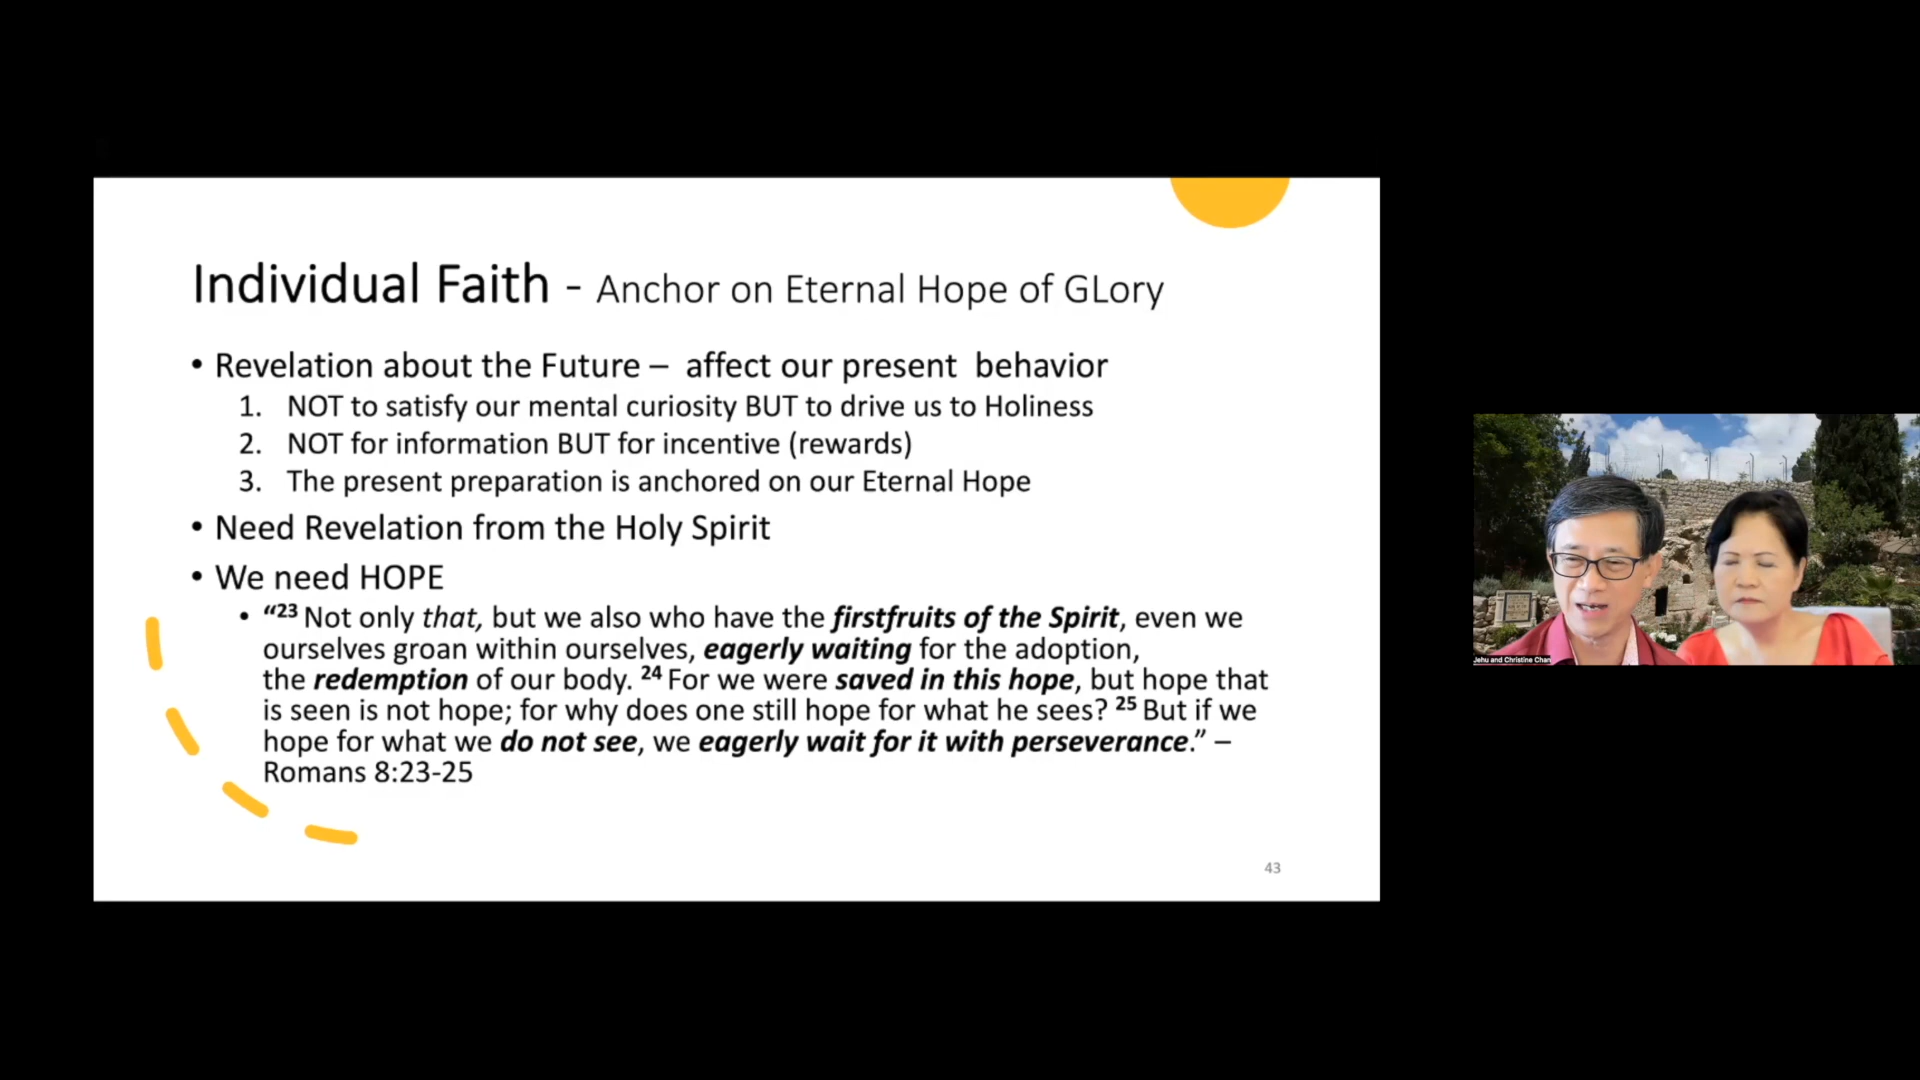 Individual Faith - Anchor on Eternal Hope of GLory
• Revelation about the Future – affect our present behavior
1. NOT to satisfy our mental curiosity BUT to drive us to Holiness
2. NOT for information BUT for incentive (rewards)
3. The present preparation is anchored on our Eternal Hope
• Need Revelation from the Holy Spirit
• We need HOPE
• “23 Not only that, but we also who have the firstfruits of the Spirit, even we
ourselves groan within ourselves, eagerly waiting for the adoption,
the redemption of our body. 24 For we were saved in this hope, but hope that
is seen is not hope; for why does one still hope for what he sees? 25 But if we
hope for what we do not see, we eagerly wait for it with perseverance.” –
Romans 8:23-25
43
Jehu and Christine Chan